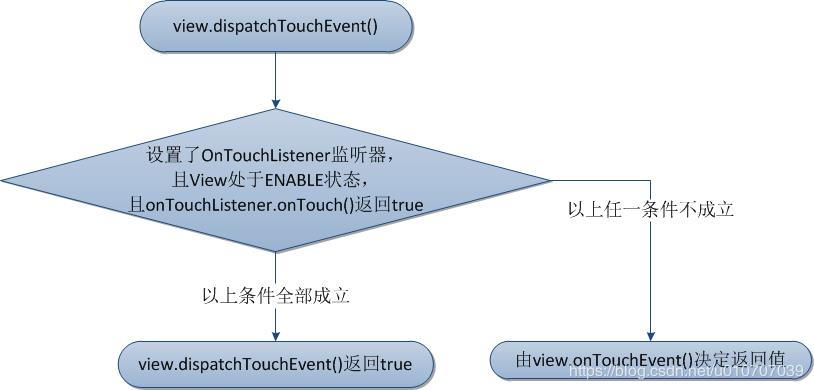 view.dispatchTouchEvent()
设置了OnTouchListener监听器，
且View处于ENABLE状态，
且onTouchListener.onTouch()返回true
以上任一条件不成立
以上条件全部成立
view.dispatchTouchEvent()返回true
由view.onTouchEvent()决定返回值
https://blog.csdn.net/u010707039